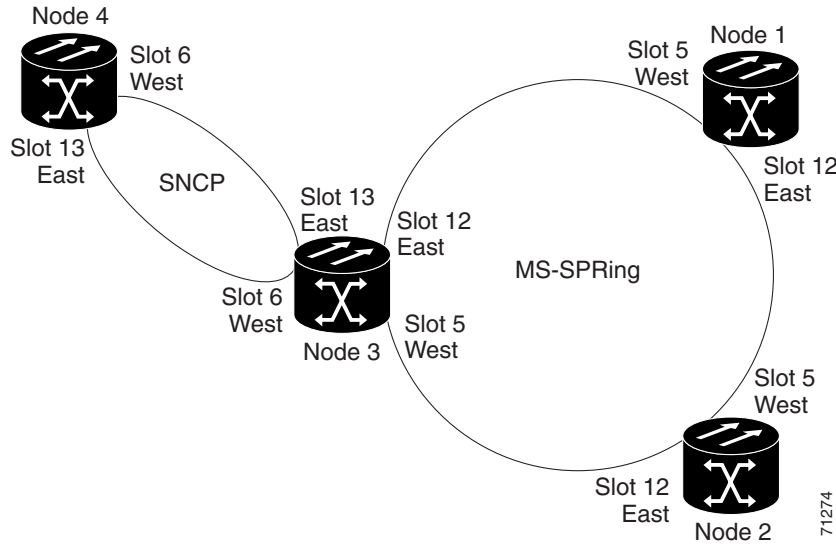 Node 4
Slot 6
West
Slot 13
East
SNCP
Slot 13
East
Slot 12
East
Slot 6
West
Node 3
Slot 5
West
MS-SPRing
Node 1
Slot 5
West
Slot 12
East
Slot 5
West
Slot 12
East
Node 2
71274